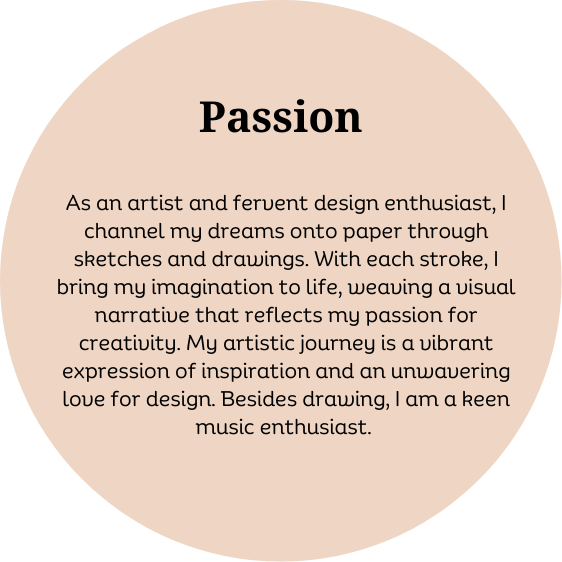 Passion
As an artist and fervent design enthusiast, I
channel my dreams onto paper through
sketches and drawings. With each stroke, I
bring my imagination to life, weaving a visual
narrative that reflects my passion for
creativity. My artistic journey is a vibrant
expression of inspiration and an unwavering
love for design. Besides drawing, I am a keen
music enthusiast.